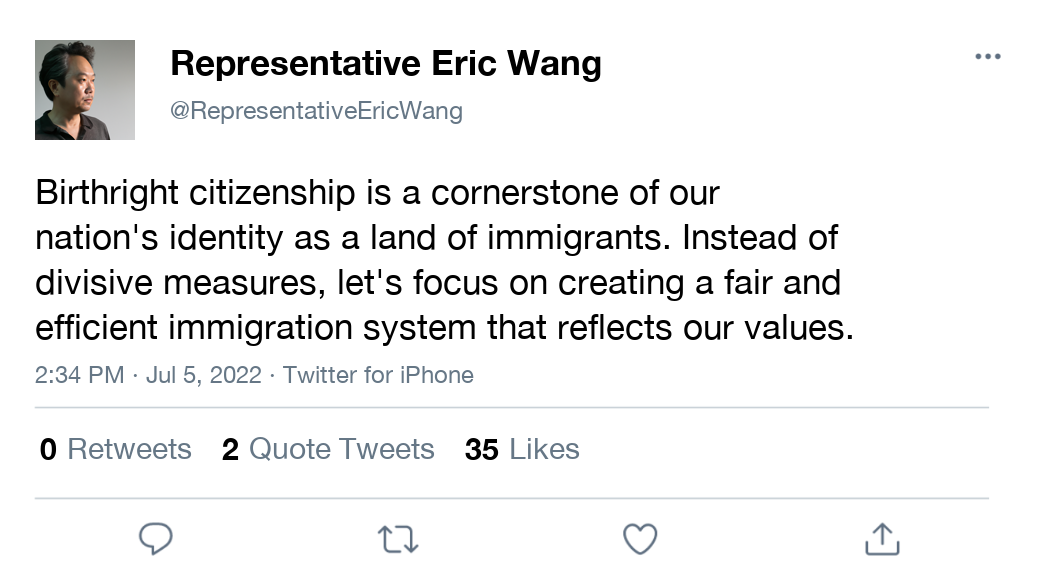 Representative Eric Wang
@RepresentativeEricWang
Birthright citizenship is a cornerstone of our
nation's identity as a land of immigrants. Instead of
divisive measures, let's focus on creating a fair and
efficient immigration system that reflects our values.
2:34 PM · Jul 5, 2022 · Twitter for iPhone
0 Retweets 2 Quote Tweets 35 Likes